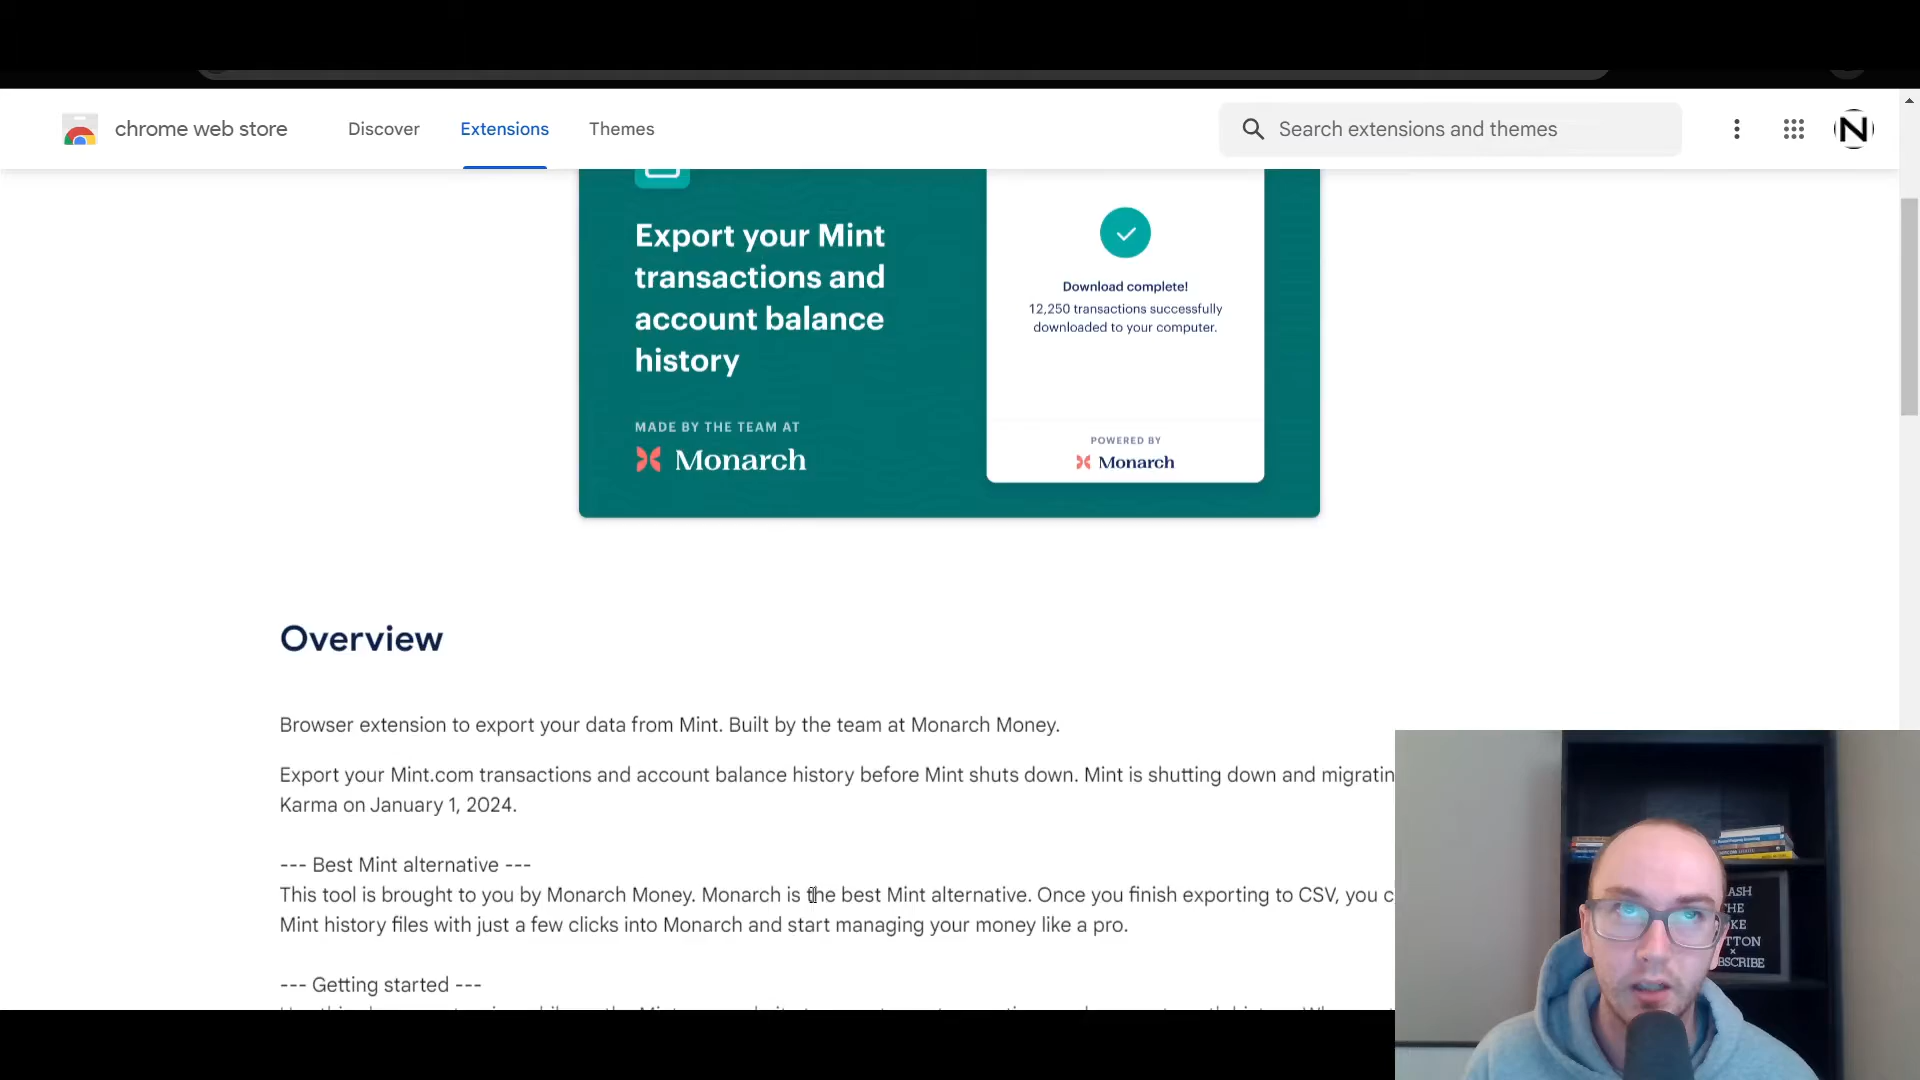 chrome web store
Discover
Extensions
Themes
Search extensions and themes
N
Export your Mint
transactions and
account balance
history
MADE BY THE TEAM AT
Monarch
Download complete!
12,250 transactions successfully
downloaded to your computer.
POWERED BY
Monarch
Overview
Browser extension to export your data from Mint. Built by the team at Monarch Money.
Export your Mint.com transactions and account balance history before Mint shuts down. Mint is shutting down and migratin
Karma on January 1, 2024.
--- Best Mint alternative ---
This tool is brought to you by Monarch Money. Monarch is the best Mint alternative. Once you finish exporting to CSV, you c
Mint history files with just a few clicks into Monarch and start managing your money like a pro.
--- Getting started ---
ASH
HE
KE
TTON
BSCRIBE